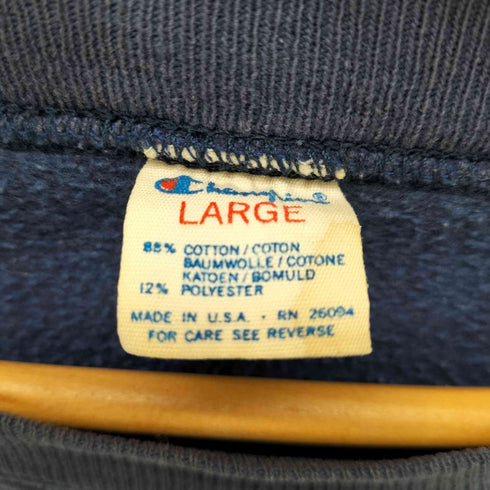 Champion®
LARGE
88% COTTON/COTON
BAUMWOLLE/COTONE
KATOEN/BOMULD
12% POLYESTER
MADE IN U.S.A. · RN 26094
FOR CARE SEE REVERSE